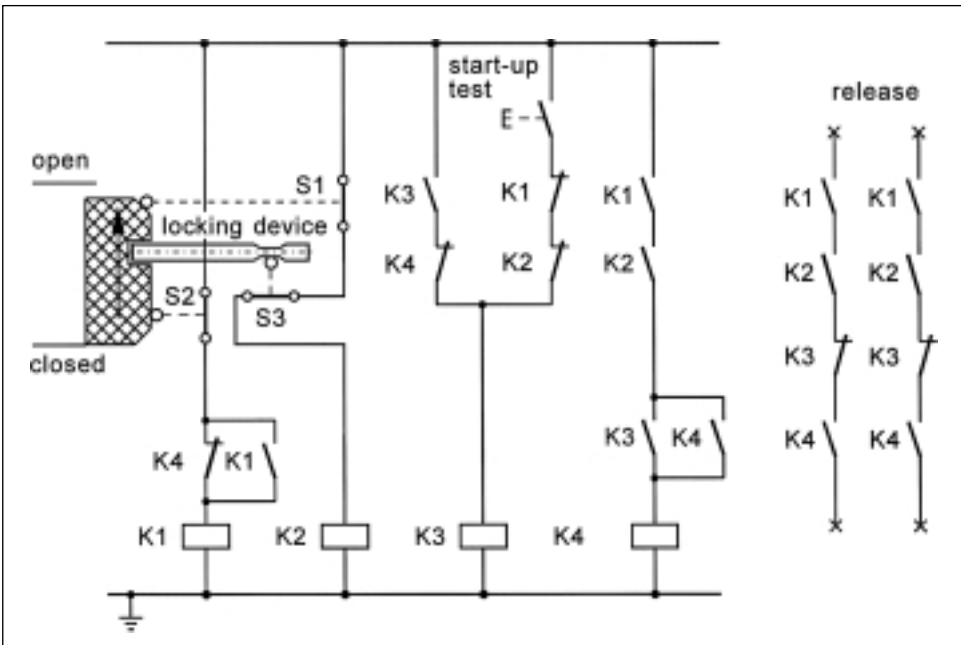 start-up
test
release
E
open
S1
K3
K1
K1
K1
K1
locking device
K4
K2
K2
K2
K2
S2
S3
closed
K3
K3
K4
K1
K3
K4
K4
K4
K1
K2
K3
K4